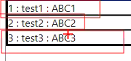 1 : test1 : ABC1
2 : test2 : ABC2
3 : test3 : ABC3